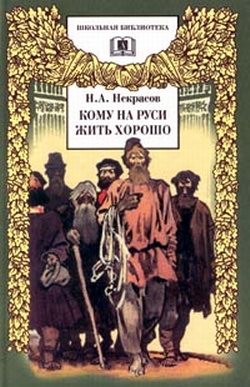 ШКОЛЬНАЯ БИБЛИОТЕКА
Н.А. Некрасов
КОМУ НА РУСИ
ЖИТЬ ХОРОШО